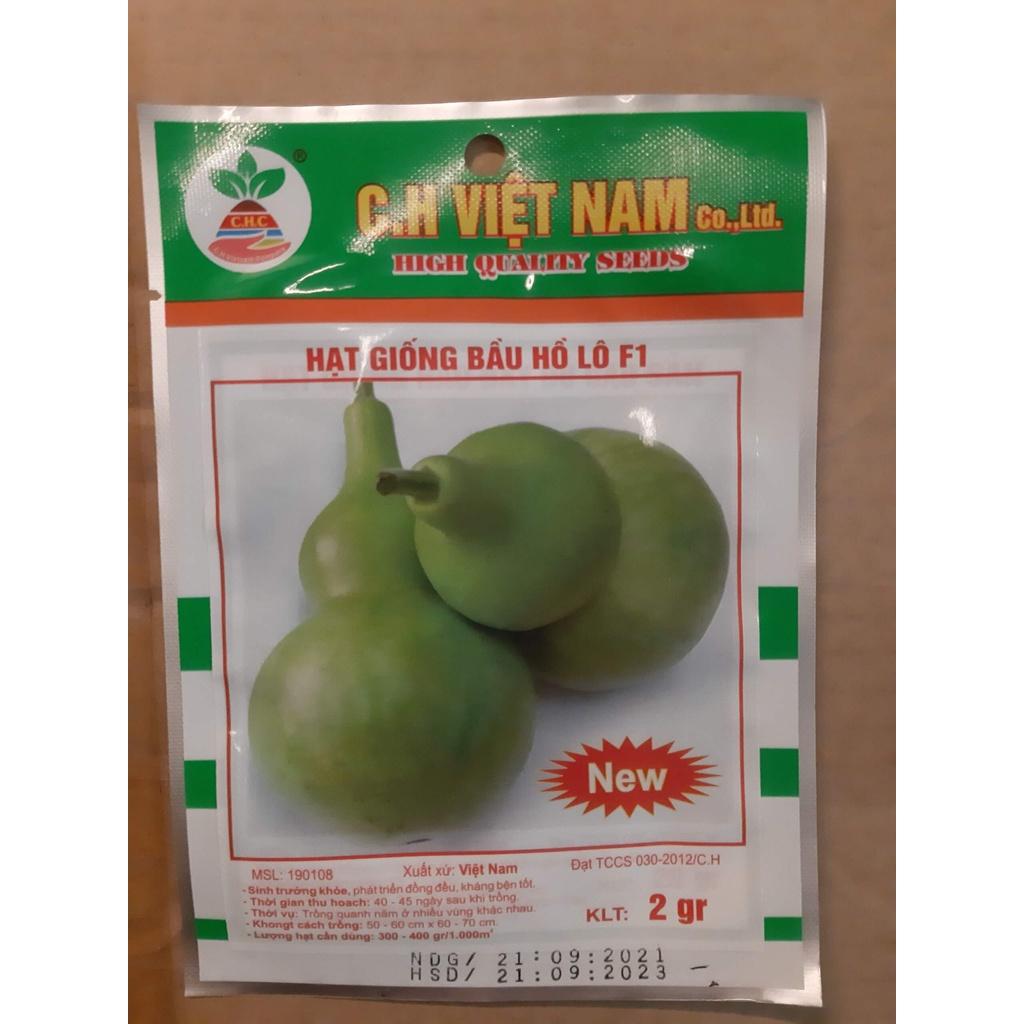 C.H VIỆT NAM Co.,Ltd.
HIGH QUALITY SEEDS
®
C.H.C
HẠT GIỐNG BẦU HỒ LÔ F1
New
MSL: 190108 Xuất xứ: Việt Nam Đạt TCCS 030-2012/C.H
- Sinh trưởng khỏe, phát triển đồng đều, kháng bện tốt.
- Thời gian thu hoach: 40 - 45 ngày sau khi trồng.
- Thời vụ: Trồng quanh năm ở nhiều vùng khác nhau.
- Khongt cách trồng: 50 - 60 cm x 60 - 70 cm.
- Lượng hạt cần dùng: 300 - 400 gr/1.000m²
KLT: 2 gr
NDG/ 21:09:2021
HSD/ 21:09:2023